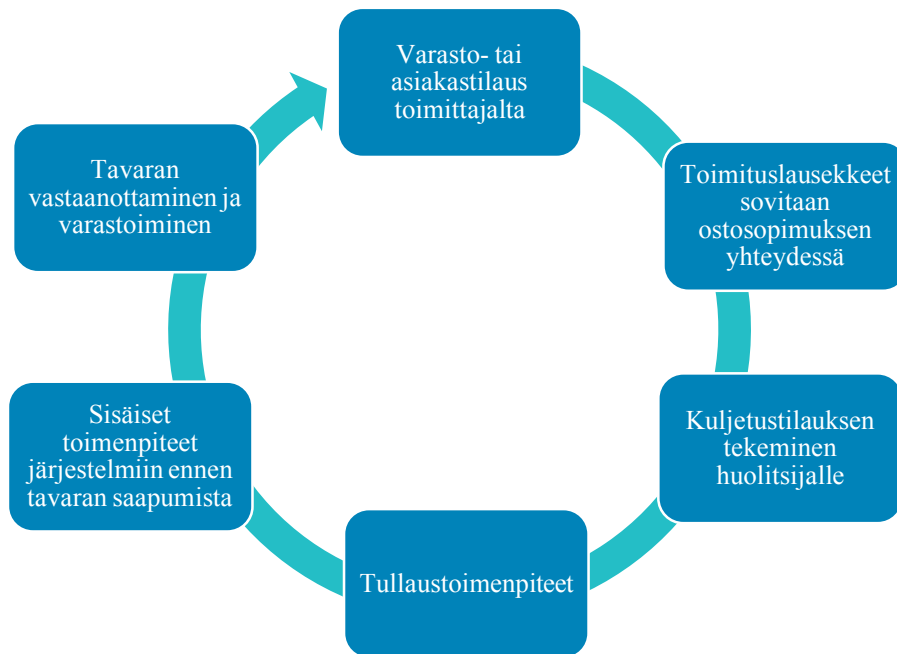 Varasto- tai
asiakastilaus
toimittajalta
Toimituslausekkeet
sovitaan
ostosopimuksen
yhteydessä
Kuljetustilauksen
tekeminen
huolitsijalle
Tullaustoimenpiteet
Sisäiset
toimenpiteet
järjestelmiin ennen
tavaran saapumista
Tavaran
vastaanottaminen ja
varastoiminen